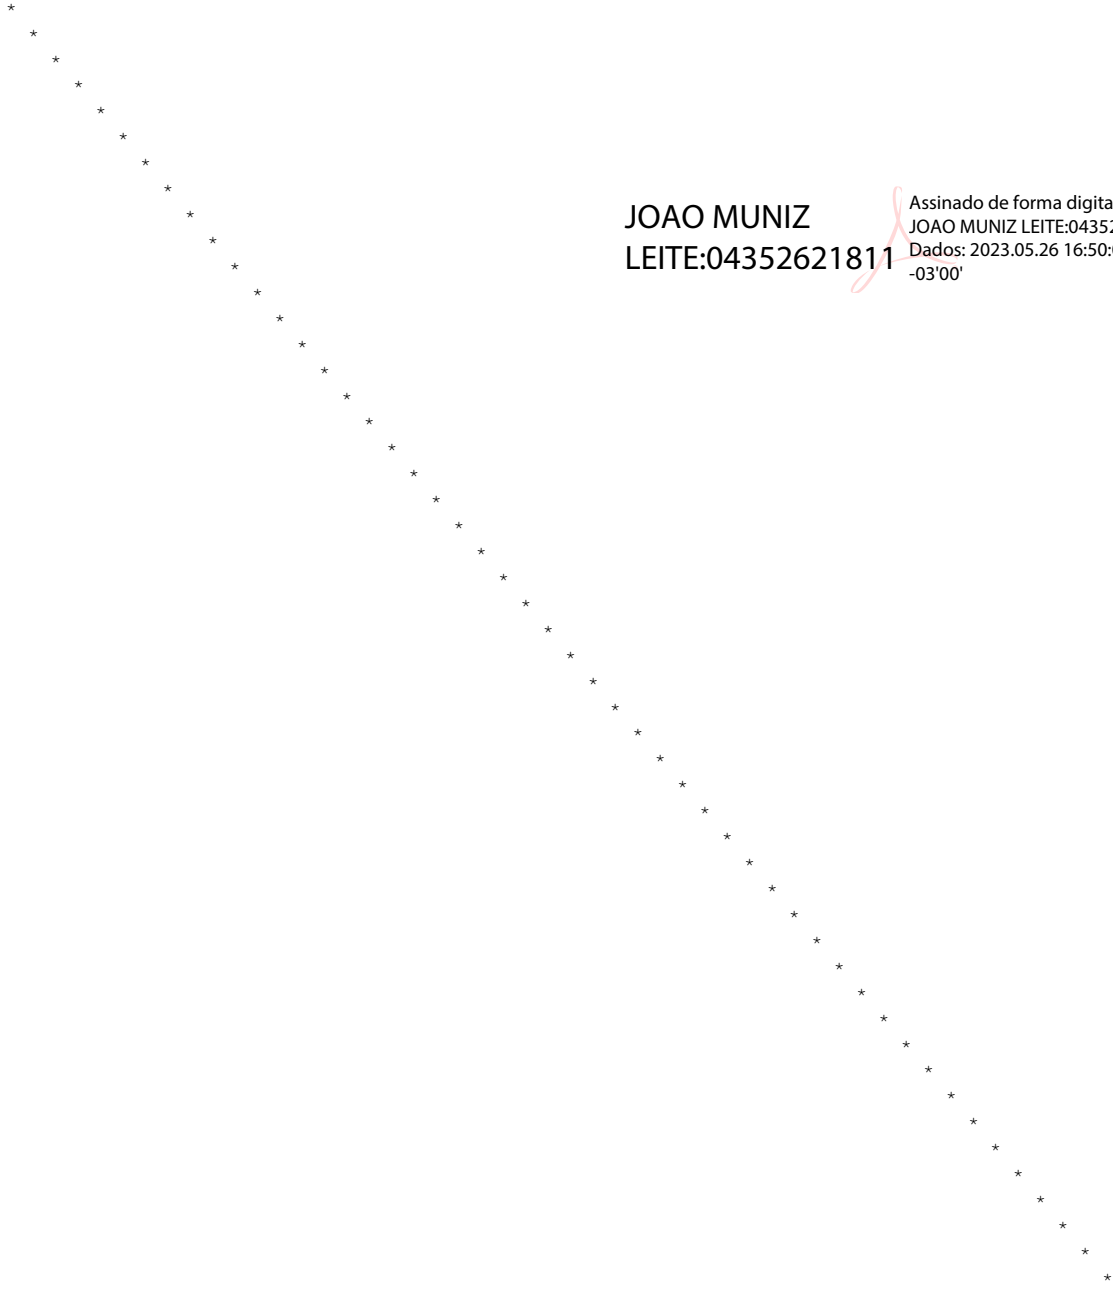 JOAO MUNIZ
LEITE:04352621811
Assinado de forma digita
JOAO MUNIZ LEITE:04352
Dados: 2023.05.26 16:50:
-03'00'